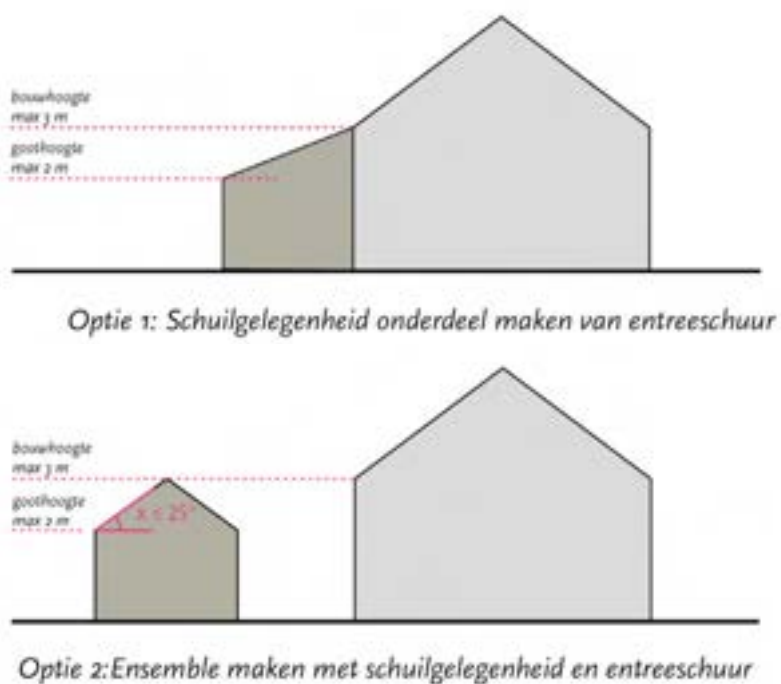 bouwhoogte
max 3 m
goothoogte
max 2 m
Optie 1: Schuilgelegenheid onderdeel maken van entreeschuur
bouwhoogte
max 3 m
goothoogte
max 2 m
x ≤ 25°
Optie 2:Ensemble maken met schuilgelegenheid en entreeschuur